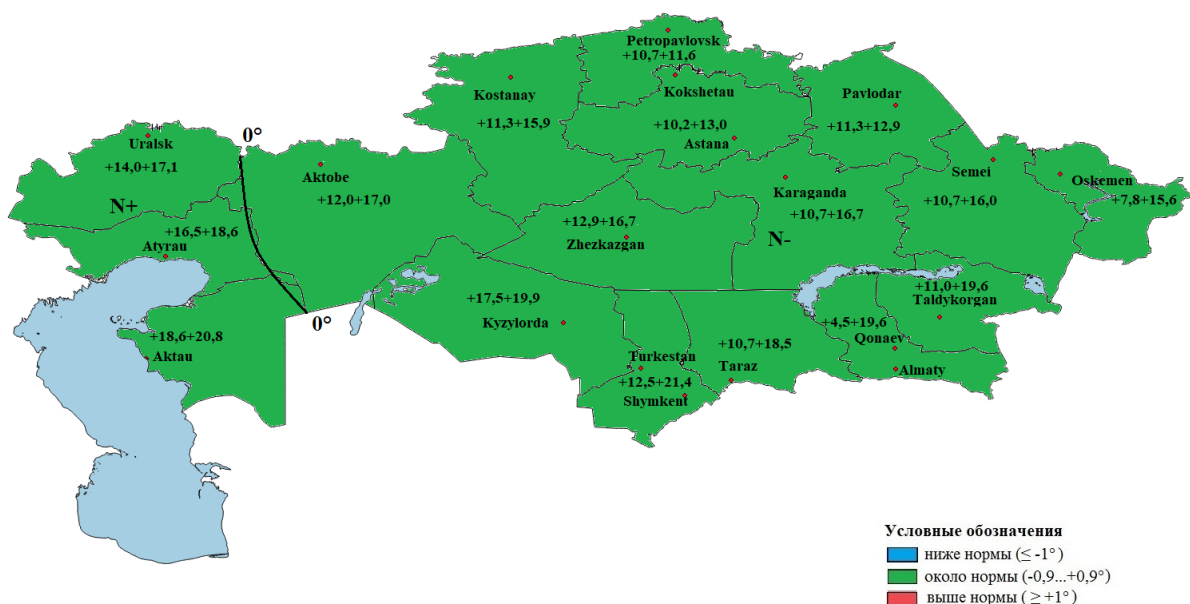 Petropavlovsk
+10,7+11,6
Kostanay
Kokshetau
Pavlodar
+11,3+15,9
+10,2+13,0
+11,3+12,9
Astana
0°
Uralsk
+14,0+17,1
Aktobe
+12,0+17,0
Semei
Oskemen
Karaganda
+7,8+15,6
N+
+10,7+16,7
+10,7+16,0
+12,9+16,7
N-
Zhezkazgan
+16,5+18,6
Atyrau
+11,0+19,6
Taldykorgan
+17,5+19,9
Kyzylorda
0°
+4,5+19,6
Qonaev
+18,6+20,8
Aktau
+10,7+18,5
Taraz
Turkestan
Almaty
+12,5+21,4
Shymkent
Условные обозначения
ниже нормы (≤ -1°)
около нормы (-0,9...+0,9°)
выше нормы ( ≥ +1°)